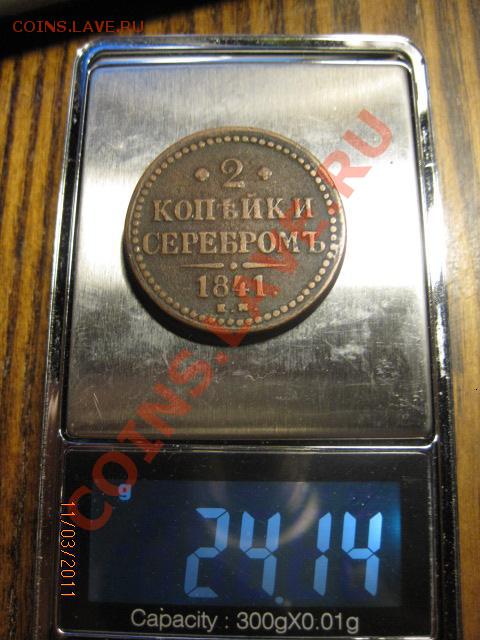 COINS.LAVE.RU
2
КОПѢЙКИ
СЕРЕБРОМЪ
1841
COINS.LAVE.RU
g
24.14
Capacity : 300gX0.01g
11/03/2011